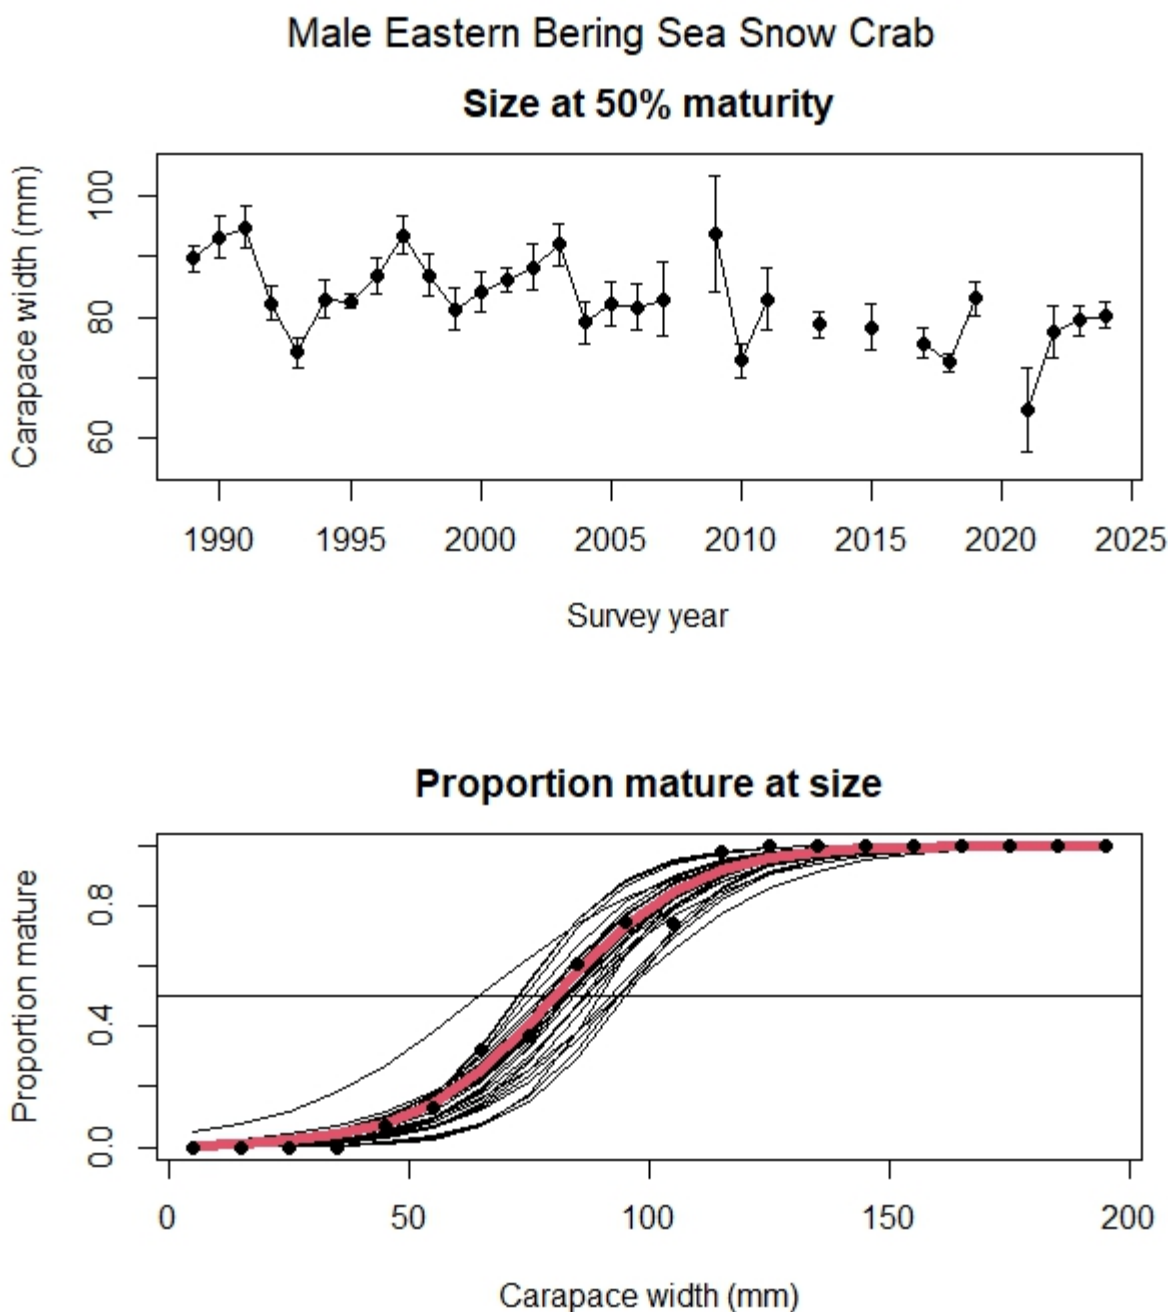 Male Eastern Bering Sea Snow Crab
Size at 50% maturity
Carapace width (mm)
100
80
60
1990 1995 2000 2005 2010 2015 2020 2025
Survey year
Proportion mature at size
Proportion mature
0.8
0.4
0.0
0 50 100 150 200
Carapace width (mm)